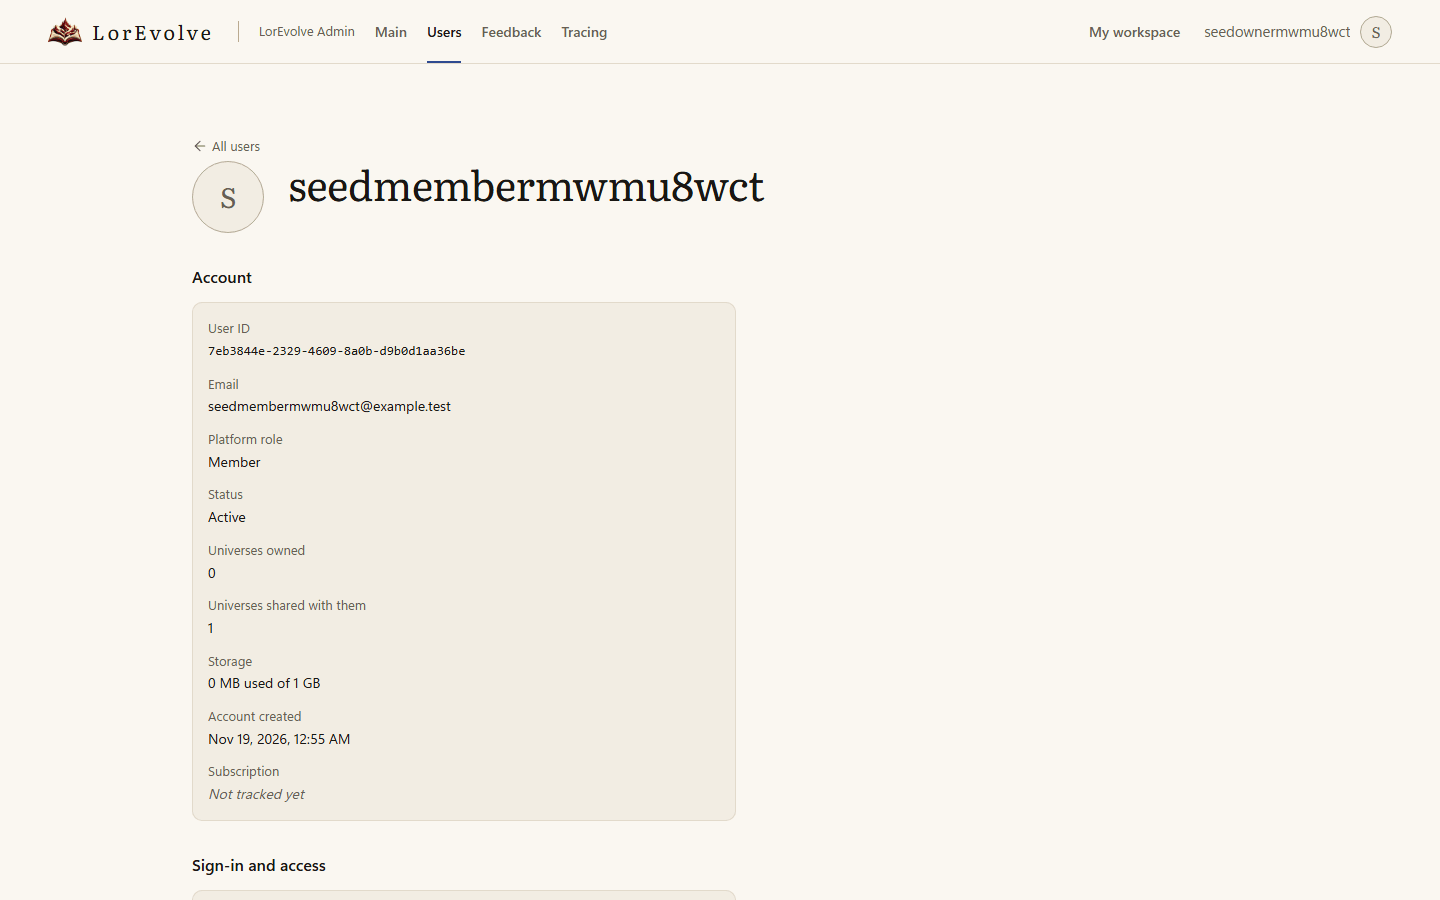 LorEvolve
LorEvolve Admin
Main
Users
Feedback
Tracing
My workspace
seedownermwmu8wct
S
← All users
S
seedmembermwmu8wct
Account
User ID
7eb3844e-2329-4609-8a0b-d9b0d1aa36be
Email
seedmembermwmu8wct@example.test
Platform role
Member
Status
Active
Universes owned
0
Universes shared with them
1
Storage
0 MB used of 1 GB
Account created
Nov 19, 2026, 12:55 AM
Subscription
Not tracked yet
Sign-in and access